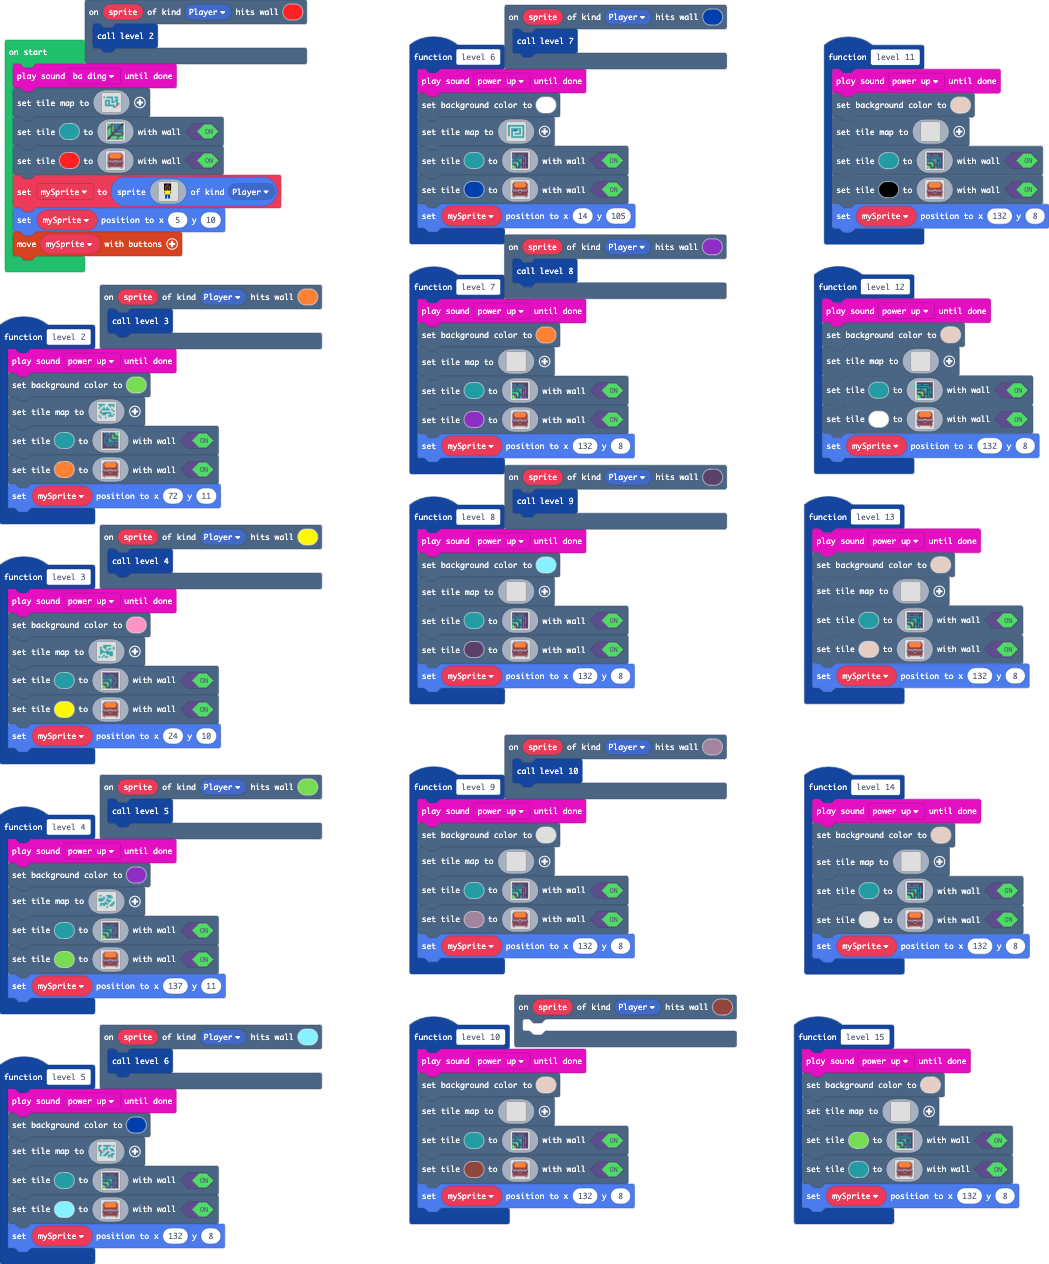 on sprite of kind Player hits wall
call level 2
on start
play sound ba ding until done
set tile map to
set tile to with wall ON
set tile to with wall ON
set mySprite to sprite of kind Player
set mySprite position to x 5 y 10
move mySprite with buttons
on sprite of kind Player hits wall
call level 3
function level 2
play sound power up until done
set background color to
set tile map to
set tile to with wall ON
set tile to with wall ON
set mySprite position to x 72 y 11
on sprite of kind Player hits wall
call level 4
function level 3
play sound power up until done
set background color to
set tile map to
set tile to with wall ON
set tile to with wall ON
set mySprite position to x 24 y 10
on sprite of kind Player hits wall
call level 5
function level 4
play sound power up until done
set background color to
set tile map to
set tile to with wall ON
set tile to with wall ON
set mySprite position to x 137 y 11
on sprite of kind Player hits wall
call level 6
function level 5
play sound power up until done
set background color to
set tile map to
set tile to with wall ON
set tile to with wall ON
set mySprite position to x 132 y 8
on sprite of kind Player hits wall
call level 7
function level 6
play sound power up until done
set background color to
set tile map to
set tile to with wall ON
set tile to with wall ON
set mySprite position to x 14 y 105
on sprite of kind Player hits wall
call level 8
function level 7
play sound power up until done
set background color to
set tile map to
set tile to with wall ON
set tile to with wall ON
set mySprite position to x 132 y 8
on sprite of kind Player hits wall
call level 9
function level 8
play sound power up until done
set background color to
set tile map to
set tile to with wall ON
set tile to with wall ON
set mySprite position to x 132 y 8
on sprite of kind Player hits wall
call level 10
function level 9
play sound power up until done
set background color to
set tile map to
set tile to with wall ON
set tile to with wall ON
set mySprite position to x 132 y 8
on sprite of kind Player hits wall
function level 10
play sound power up until done
set background color to
set tile map to
set tile to with wall ON
set tile to with wall ON
set mySprite position to x 132 y 8
function level 11
play sound power up until done
set background color to
set tile map to
set tile to with wall ON
set tile to with wall ON
set mySprite position to x 132 y 8
function level 12
play sound power up until done
set background color to
set tile map to
set tile to with wall ON
set tile to with wall ON
set mySprite position to x 132 y 8
function level 13
play sound power up until done
set background color to
set tile map to
set tile to with wall ON
set tile to with wall ON
set mySprite position to x 132 y 8
function level 14
play sound power up until done
set background color to
set tile map to
set tile to with wall ON
set tile to with wall ON
set mySprite position to x 132 y 8
function level 15
play sound power up until done
set background color to
set tile map to
set tile to with wall ON
set tile to with wall ON
set mySprite position to x 132 y 8